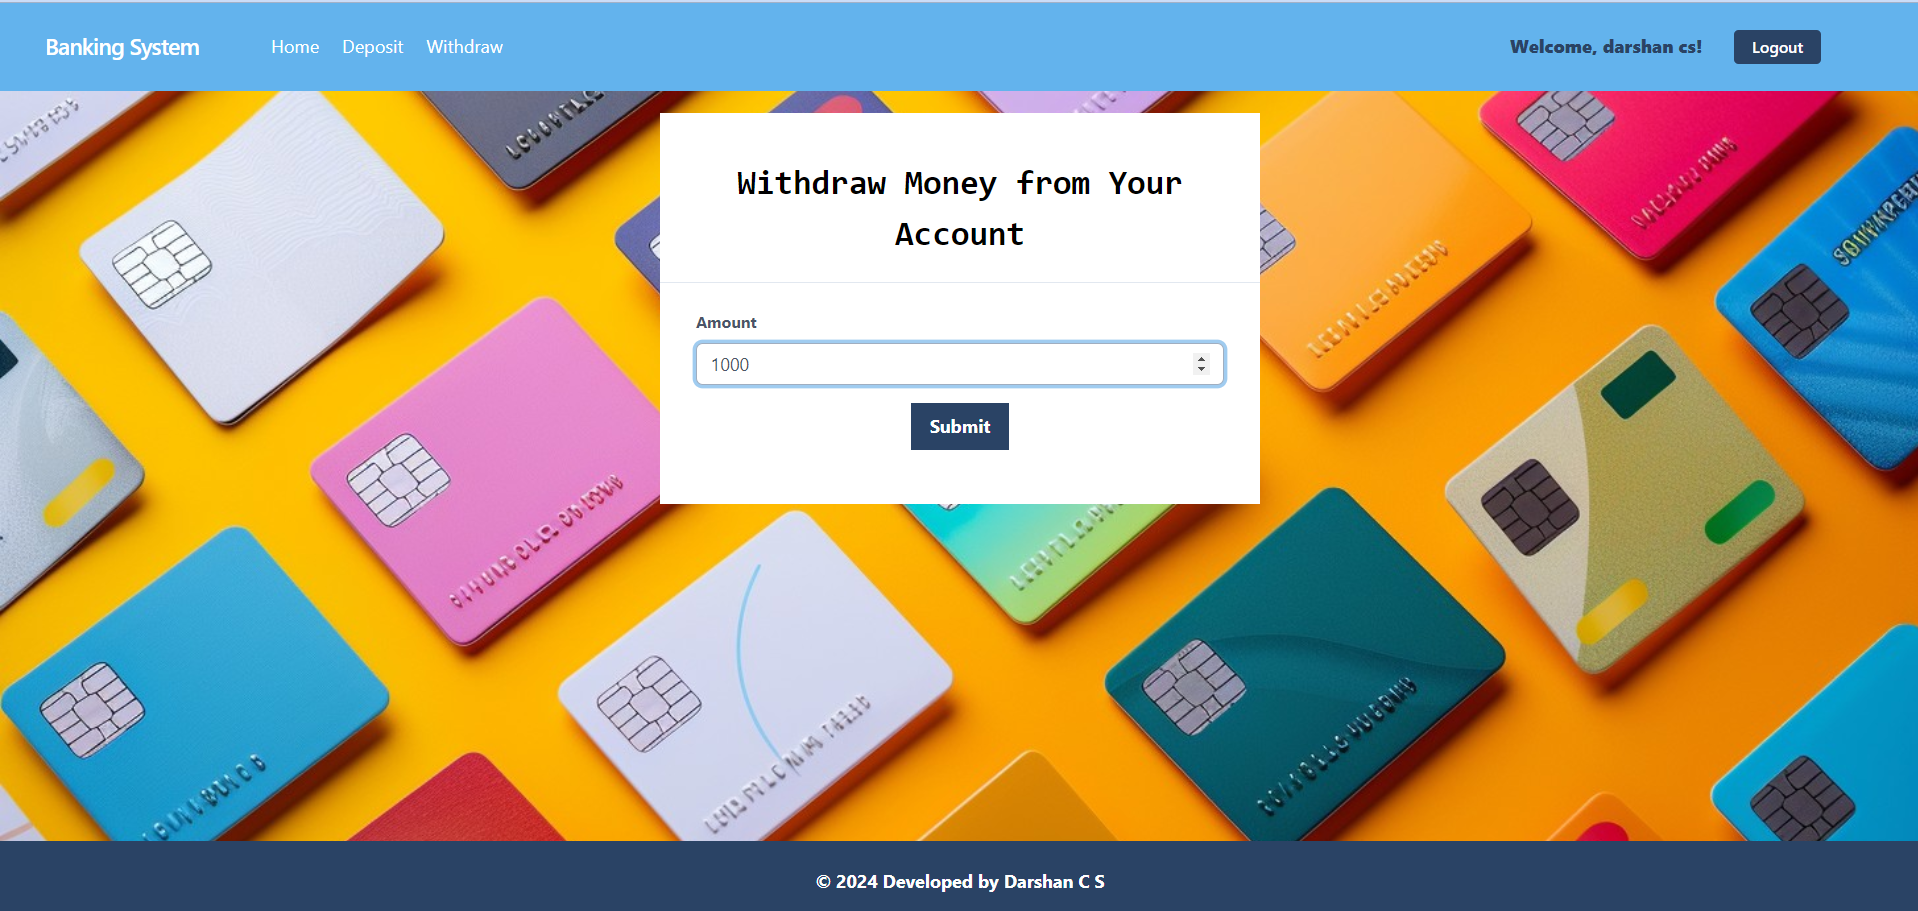 Banking System
Home
Deposit
Withdraw
Welcome, darshan cs!
Logout
Withdraw Money from Your
Account
Amount
1000
Submit
© 2024 Developed by Darshan C S